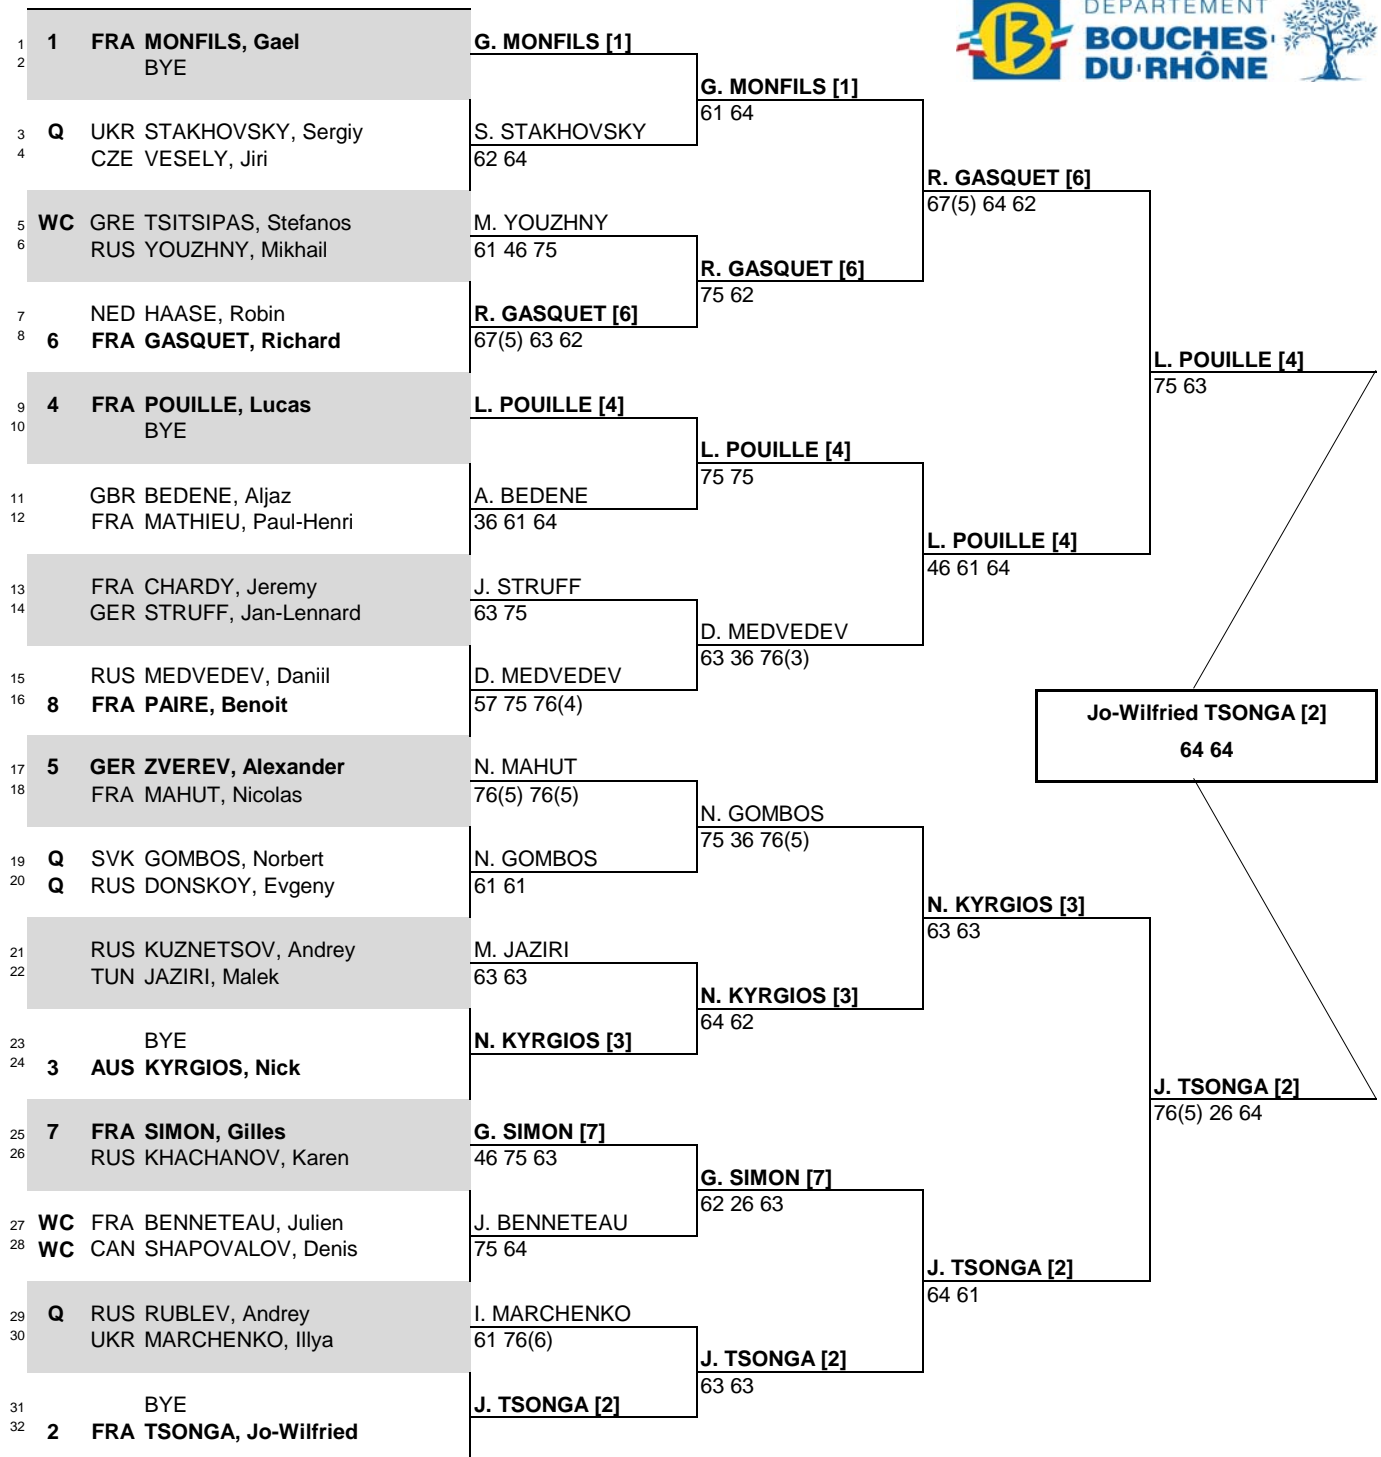 DÉPARTEMENT
13 BOUCHES
DU·RHÔNE
1 1 FRA MONFILS, Gael
2 BYE
3 Q UKR STAKHOVSKY, Sergiy
4 CZE VESELY, Jiri
5 WC GRE TSITSIPAS, Stefanos
6 RUS YOUZHNY, Mikhail
7 NED HAASE, Robin
8 6 FRA GASQUET, Richard
9 4 FRA POUILLE, Lucas
10 BYE
11 GBR BEDENE, Aljaz
12 FRA MATHIEU, Paul-Henri
13 FRA CHARDY, Jeremy
14 GER STRUFF, Jan-Lennard
15 RUS MEDVEDEV, Daniil
16 8 FRA PAIRE, Benoit
17 5 GER ZVEREV, Alexander
18 FRA MAHUT, Nicolas
19 Q SVK GOMBOS, Norbert
20 Q RUS DONSKOY, Evgeny
21 RUS KUZNETSOV, Andrey
22 TUN JAZIRI, Malek
23 BYE
24 3 AUS KYRGIOS, Nick
25 7 FRA SIMON, Gilles
26 RUS KHACHANOV, Karen
27 WC FRA BENNETEAU, Julien
28 WC CAN SHAPOVALOV, Denis
29 Q RUS RUBLEV, Andrey
30 UKR MARCHENKO, Illya
31 BYE
32 2 FRA TSONGA, Jo-Wilfried
G. MONFILS [1]
S. STAKHOVSKY
62 64
M. YOUZHNY
61 46 75
R. GASQUET [6]
67(5) 63 62
L. POUILLE [4]
A. BEDENE
36 61 64
J. STRUFF
63 75
D. MEDVEDEV
57 75 76(4)
N. MAHUT
76(5) 76(5)
N. GOMBOS
61 61
M. JAZIRI
63 63
N. KYRGIOS [3]
G. SIMON [7]
46 75 63
J. BENNETEAU
75 64
I. MARCHENKO
61 76(6)
J. TSONGA [2]
G. MONFILS [1]
61 64
R. GASQUET [6]
75 62
L. POUILLE [4]
75 75
D. MEDVEDEV
63 36 76(3)
N. GOMBOS
75 36 76(5)
N. KYRGIOS [3]
64 62
G. SIMON [7]
62 26 63
J. TSONGA [2]
63 63
R. GASQUET [6]
67(5) 64 62
L. POUILLE [4]
46 61 64
N. KYRGIOS [3]
63 63
J. TSONGA [2]
64 61
L. POUILLE [4]
75 63
J. TSONGA [2]
76(5) 26 64
Jo-Wilfried TSONGA [2]
64 64